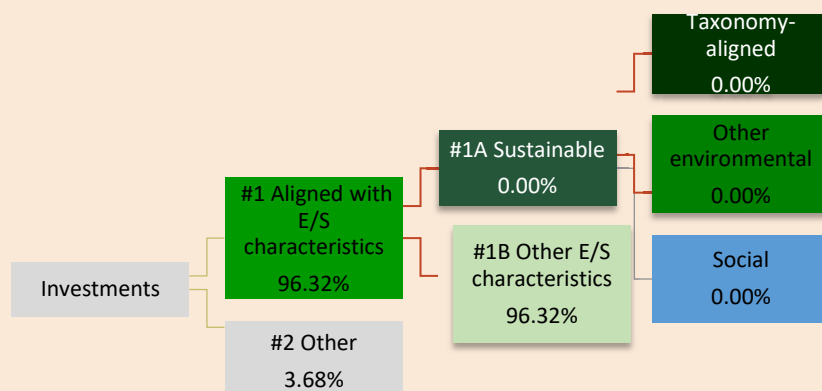 Taxonomy-
aligned
0.00%
#1A Sustainable
0.00%
Other
environmental
0.00%
#1 Aligned with
E/S
characteristics
96.32%
#1B Other E/S
characteristics
96.32%
Social
0.00%
Investments
#2 Other
3.68%